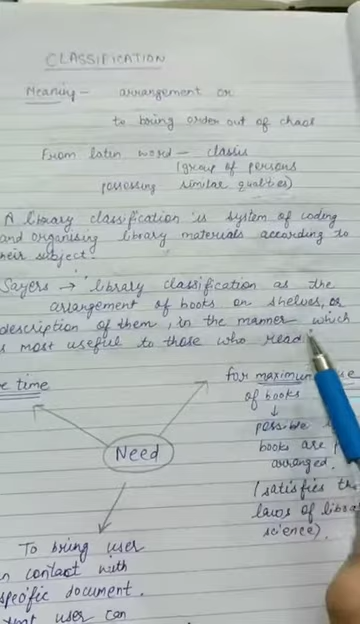 CLASSIFICATION
Meaning - arrangement or
to bring order out of chaos
From latin word - classis
(group of persons
possessing similar qualities)
A library classification is system of coding
and organising library materials according to
their subject.
Sayers → "library classification as the
arrangement of books on shelves, or
description of them, in the manner which
is most useful to those who read
time
for maximum
of books
↓
possible
books are
arranged.
(satisfies
laws of
science).
Need
To bring user
in contact with
specific document.
that user can